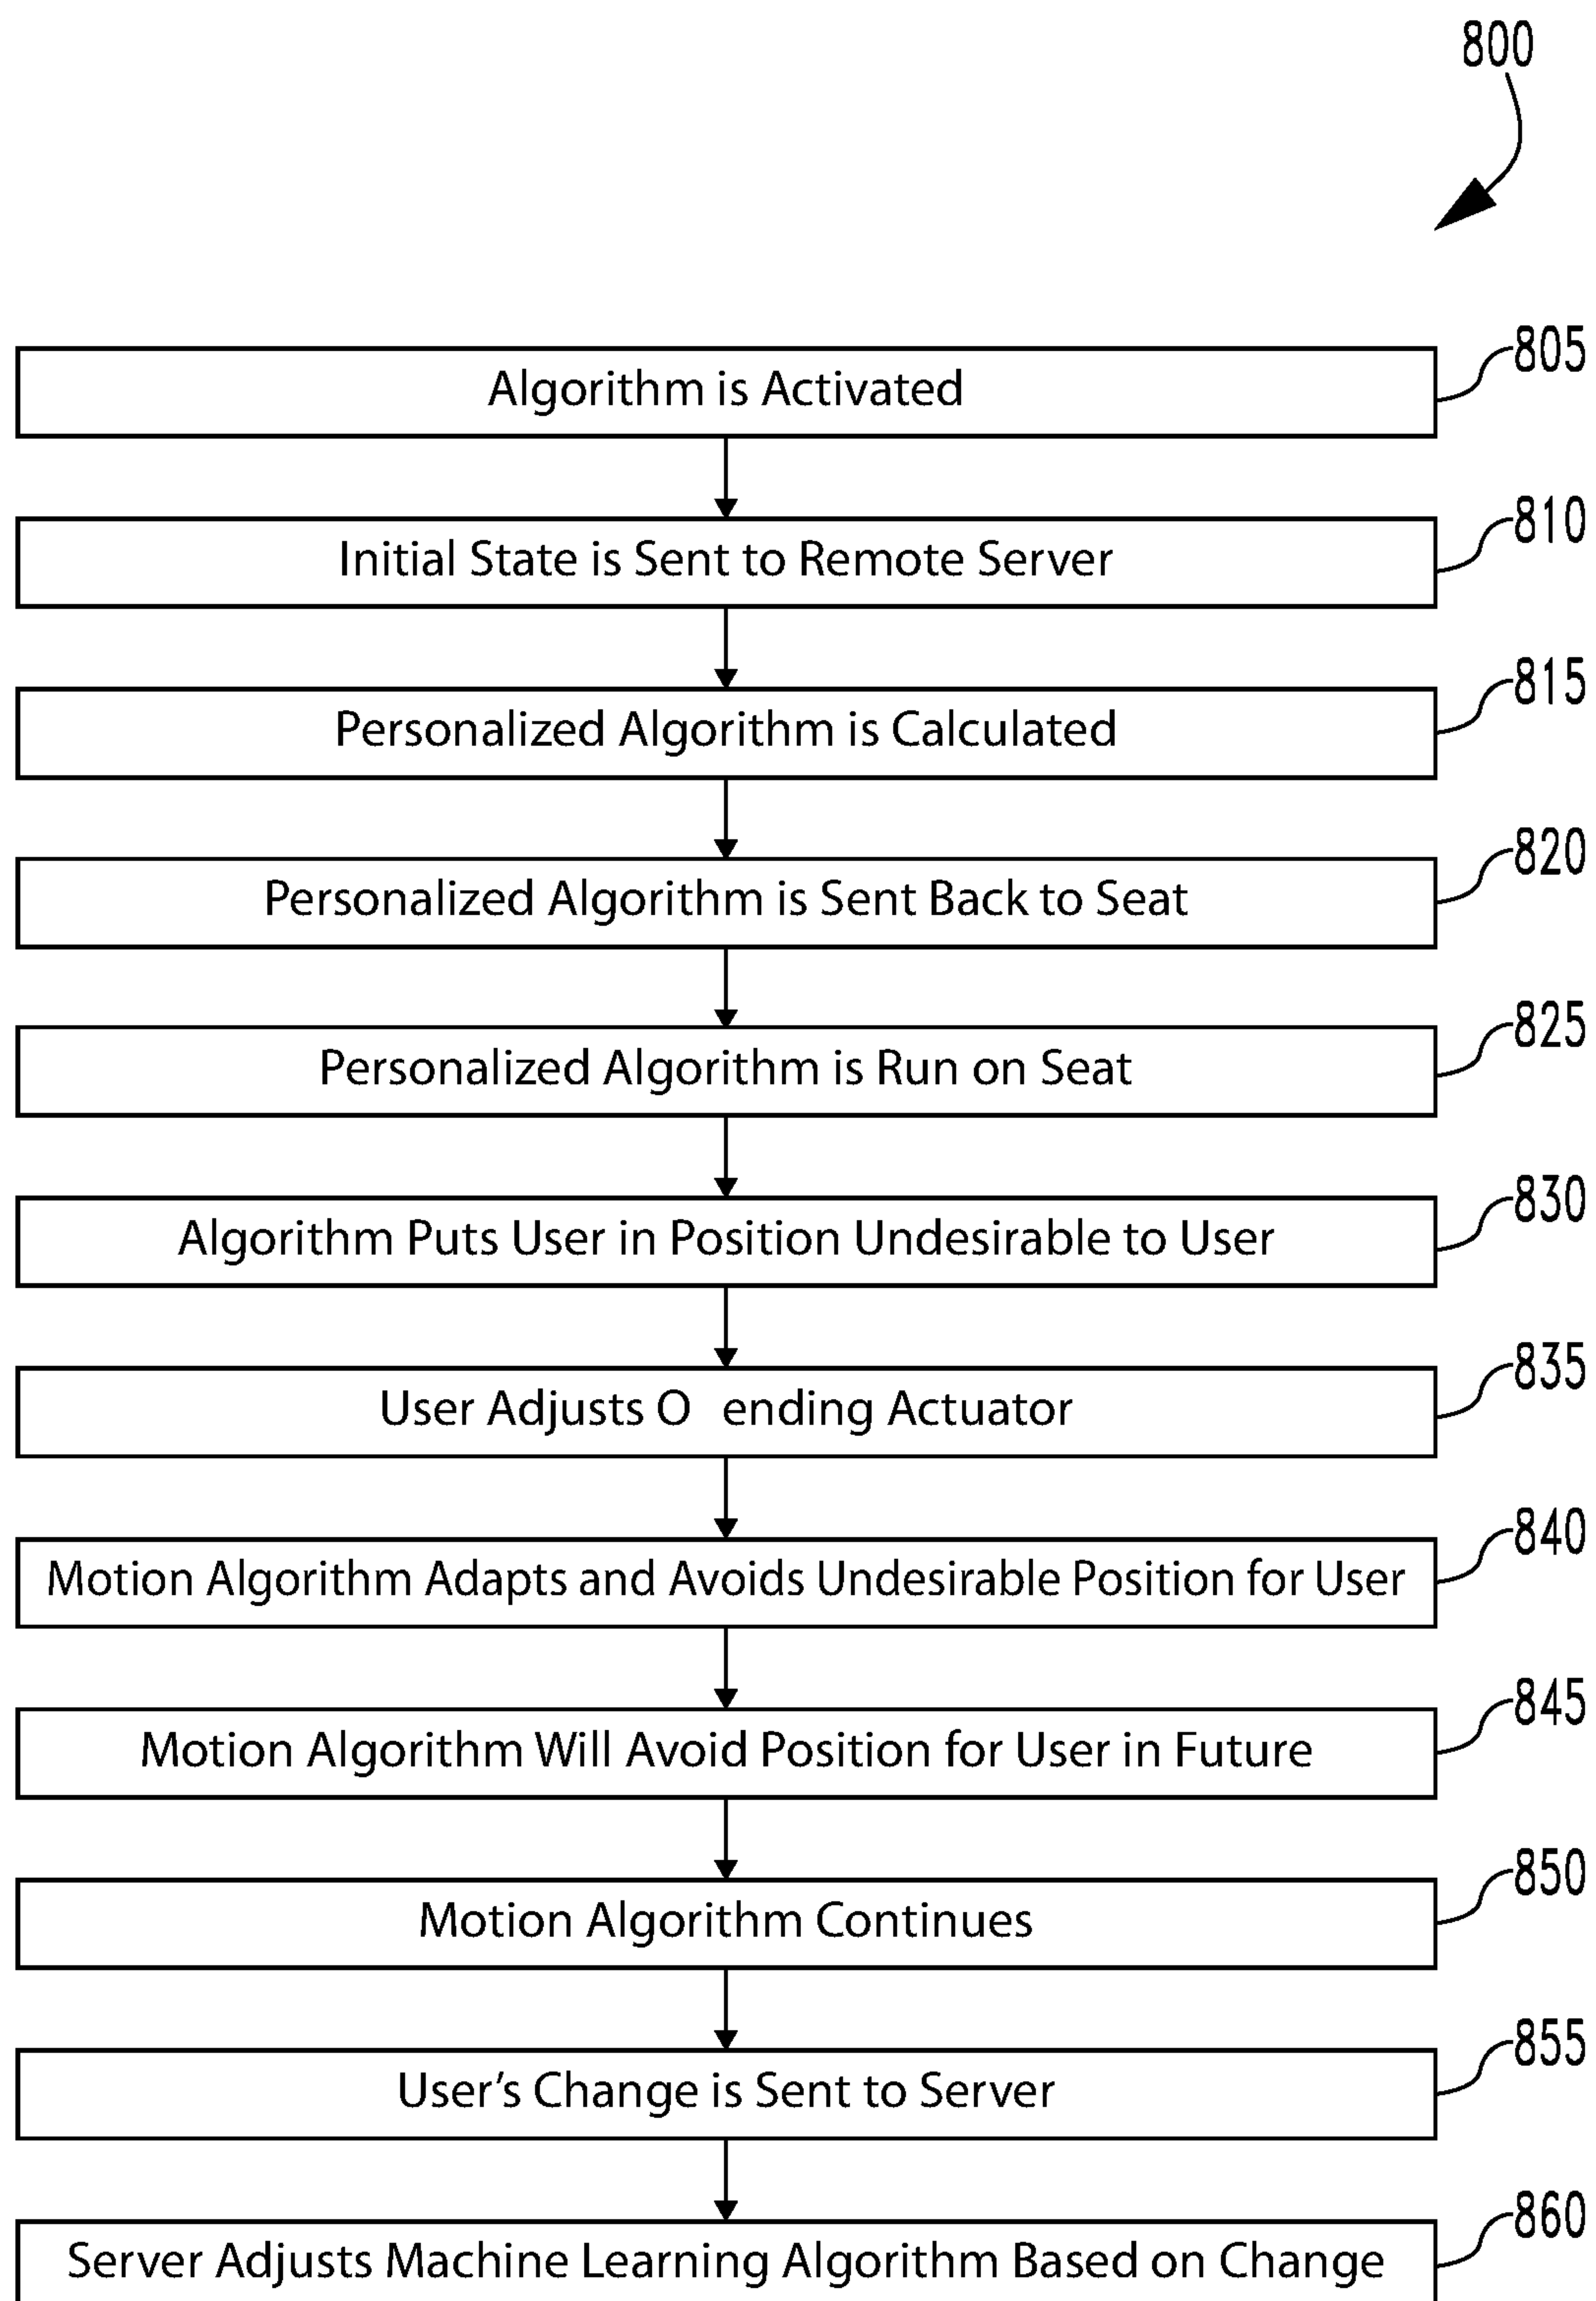 800
Algorithm is Activated 805
Initial State is Sent to Remote Server 810
Personalized Algorithm is Calculated 815
Personalized Algorithm is Sent Back to Seat 820
Personalized Algorithm is Run on Seat 825
Algorithm Puts User in Position Undesirable to User 830
User Adjusts O ending Actuator 835
Motion Algorithm Adapts and Avoids Undesirable Position for User 840
Motion Algorithm Will Avoid Position for User in Future 845
Motion Algorithm Continues 850
User’s Change is Sent to Server 855
Server Adjusts Machine Learning Algorithm Based on Change 860